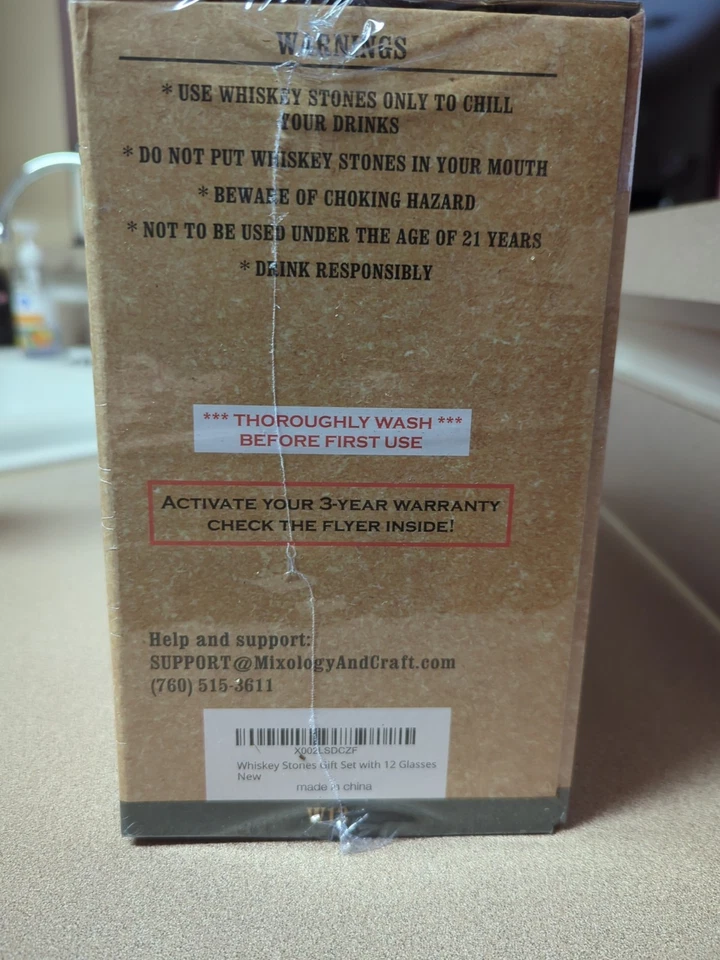 WARNINGS
* USE WHISKEY STONES ONLY TO CHILL
YOUR DRINKS
* DO NOT PUT WHISKEY STONES IN YOUR MOUTH
* BEWARE OF CHOKING HAZARD
* NOT TO BE USED UNDER THE AGE OF 21 YEARS
* DRINK RESPONSIBLY
*** THOROUGHLY WASH ***
BEFORE FIRST USE
ACTIVATE YOUR 3-YEAR WARRANTY
CHECK THE FLYER INSIDE!
Help and support:
SUPPORT@MixologyAndCraft.com
(760) 515-3611
X002LSDCZF
Whiskey Stones Gift Set with 12 Glasses
New
made in china